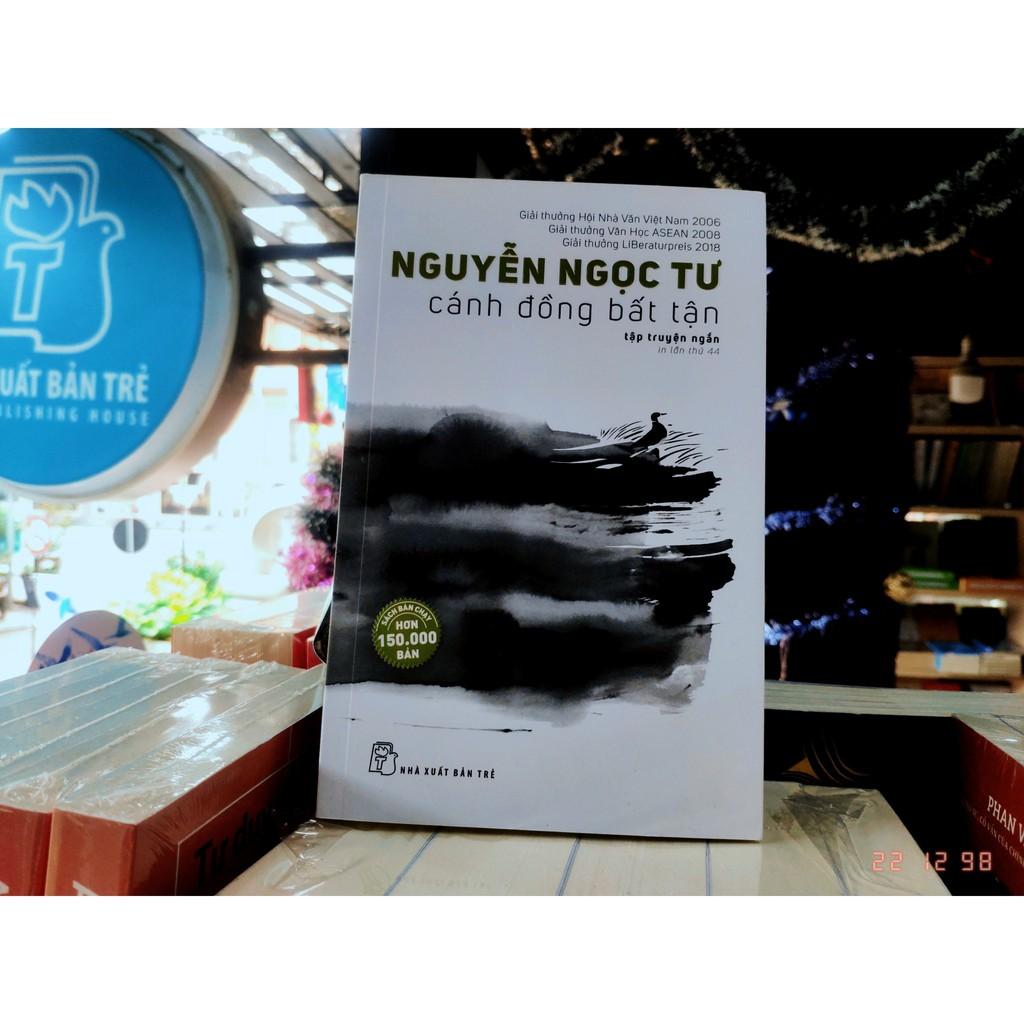 Giải thưởng Hội Nhà Văn Việt Nam 2006
Giải thưởng Văn Học ASEAN 2008
Giải thưởng LiBeraturpreis 2018
NGUYỄN NGỌC TƯ
cánh đồng bất tận
tập truyện ngắn
in lần thứ 44
SÁCH BÁN CHẠY
HƠN
150.000
BẢN
NHÀ XUẤT BẢN TRẺ
XUẤT BẢN TRẺ
HOUSE
PHAN
22 12 98